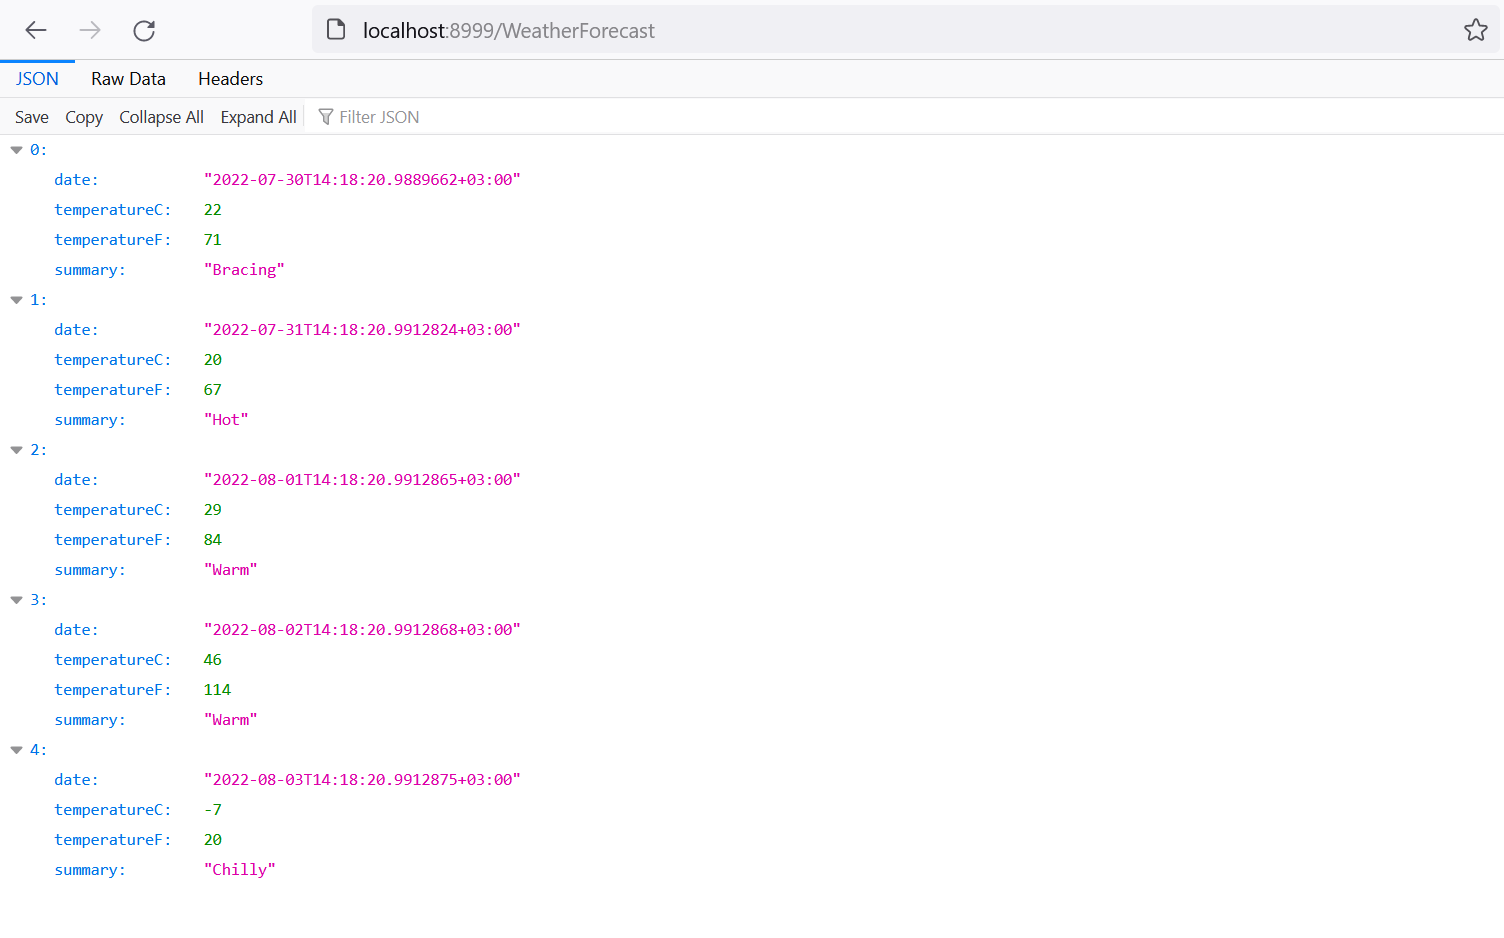 localhost:8999/WeatherForecast
JSON Raw Data Headers
Save Copy Collapse All Expand All Filter JSON
0:
date: "2022-07-30T14:18:20.9889662+03:00"
temperatureC: 22
temperatureF: 71
summary: "Bracing"
1:
date: "2022-07-31T14:18:20.9912824+03:00"
temperatureC: 20
temperatureF: 67
summary: "Hot"
2:
date: "2022-08-01T14:18:20.9912865+03:00"
temperatureC: 29
temperatureF: 84
summary: "Warm"
3:
date: "2022-08-02T14:18:20.9912868+03:00"
temperatureC: 46
temperatureF: 114
summary: "Warm"
4:
date: "2022-08-03T14:18:20.9912875+03:00"
temperatureC: -7
temperatureF: 20
summary: "Chilly"